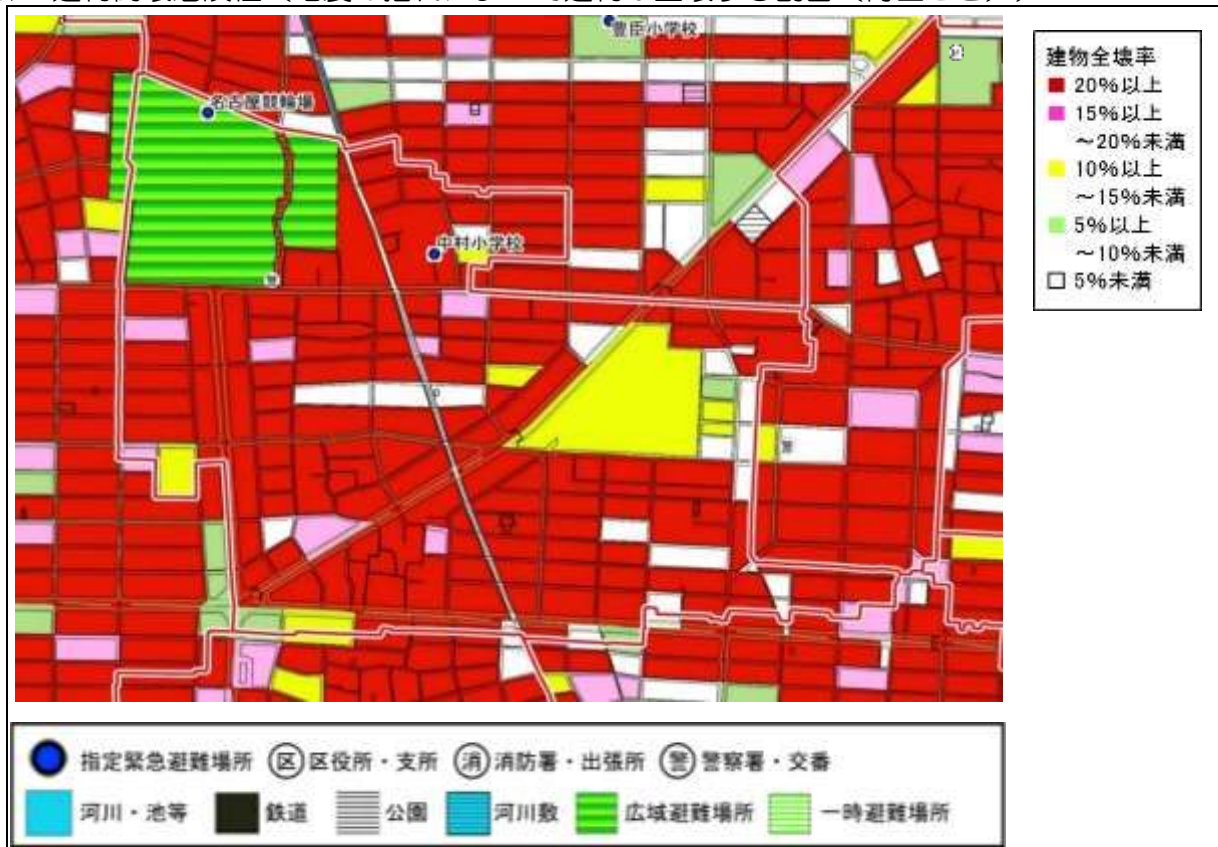 豊臣小学校
名古屋競輪場
中村小学校
建物全壊率
20%以上
15%以上
～20%未満
10%以上
～15%未満
5%以上
～10%未満
5%未満
指定緊急避難場所 区 区役所・支所 消 消防署・出張所 警 警察署・交番
河川・池等 鉄道 公園 河川敷 広域避難場所 一時避難場所